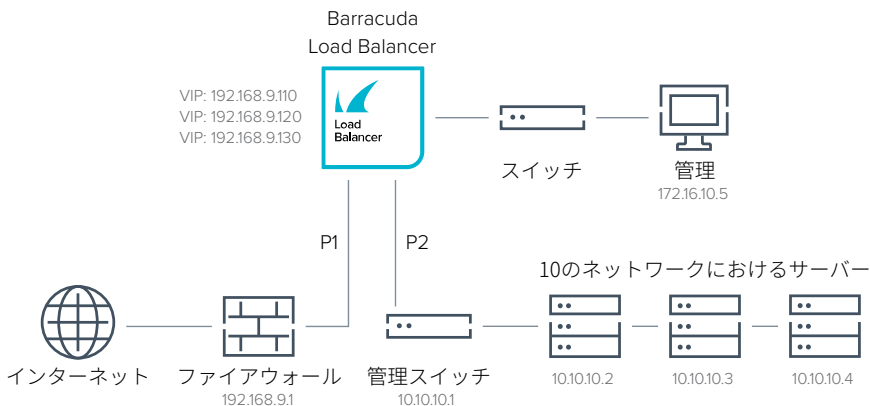 Barracuda
Load Balancer
VIP: 192.168.9.110
VIP: 192.168.9.120
VIP: 192.168.9.130
Load
Balancer
スイッチ
管理
172.16.10.5
P1
P2
10のネットワークにおけるサーバー
インターネット
ファイアウォール
192.168.9.1
管理スイッチ
10.10.10.1
10.10.10.2
10.10.10.3
10.10.10.4